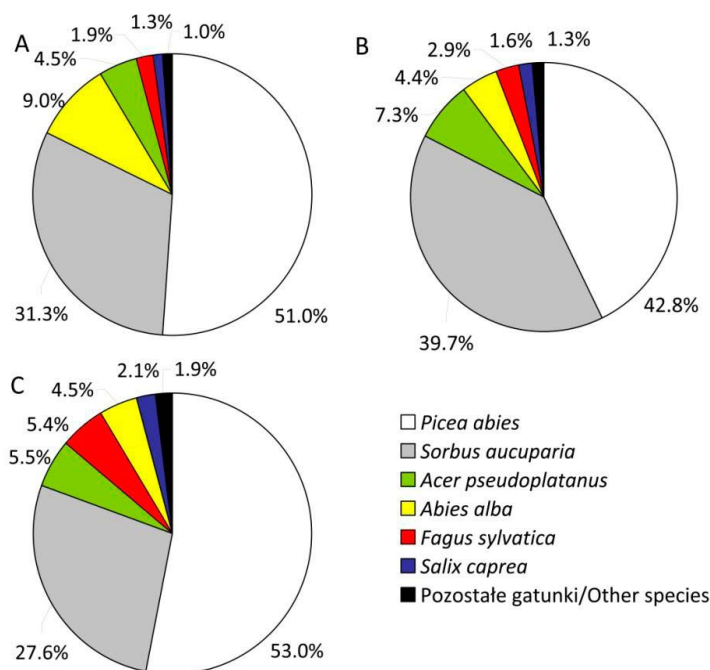 A
1.3%
1.0%
1.9%
4.5%
9.0%
31.3%
51.0%
B
1.6%
1.3%
2.9%
4.4%
7.3%
39.7%
42.8%
C
2.1%
1.9%
4.5%
5.4%
5.5%
27.6%
53.0%
Picea abies
Sorbus aucuparia
Acer pseudoplatanus
Abies alba
Fagus sylvatica
Salix caprea
Pozostałe gatunki/Other species